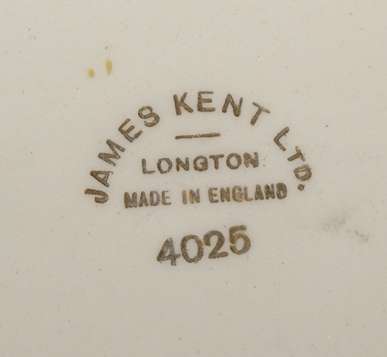 JAMES KENT LTD.
LONGTON
MADE IN ENGLAND
4025